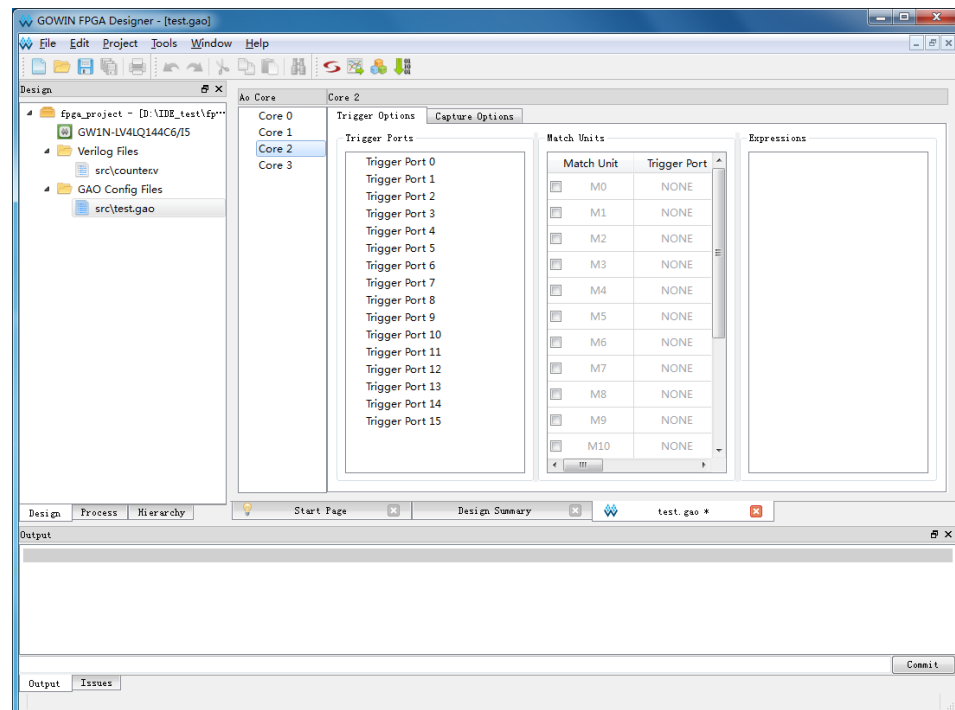 GOWIN FPGA Designer - [test.gao]
File Edit Project Tools Window Help
Design
fpga_project - [D:\IDE_test\fp...
GW1N-LV4LQ144C6/I5
Verilog Files
src\counter.v
GAO Config Files
src\test.gao
Design Process Hierarchy
Ao Core
Core 0
Core 1
Core 2
Core 3
Core 2
Trigger Options Capture Options
Trigger Ports
Trigger Port 0
Trigger Port 1
Trigger Port 2
Trigger Port 3
Trigger Port 4
Trigger Port 5
Trigger Port 6
Trigger Port 7
Trigger Port 8
Trigger Port 9
Trigger Port 10
Trigger Port 11
Trigger Port 12
Trigger Port 13
Trigger Port 14
Trigger Port 15
Match Units
Match Unit Trigger Port
M0 NONE
M1 NONE
M2 NONE
M3 NONE
M4 NONE
M5 NONE
M6 NONE
M7 NONE
M8 NONE
M9 NONE
M10 NONE
Expressions
Start Page Design Summary test.gao *
Output
Commit
Output Issues